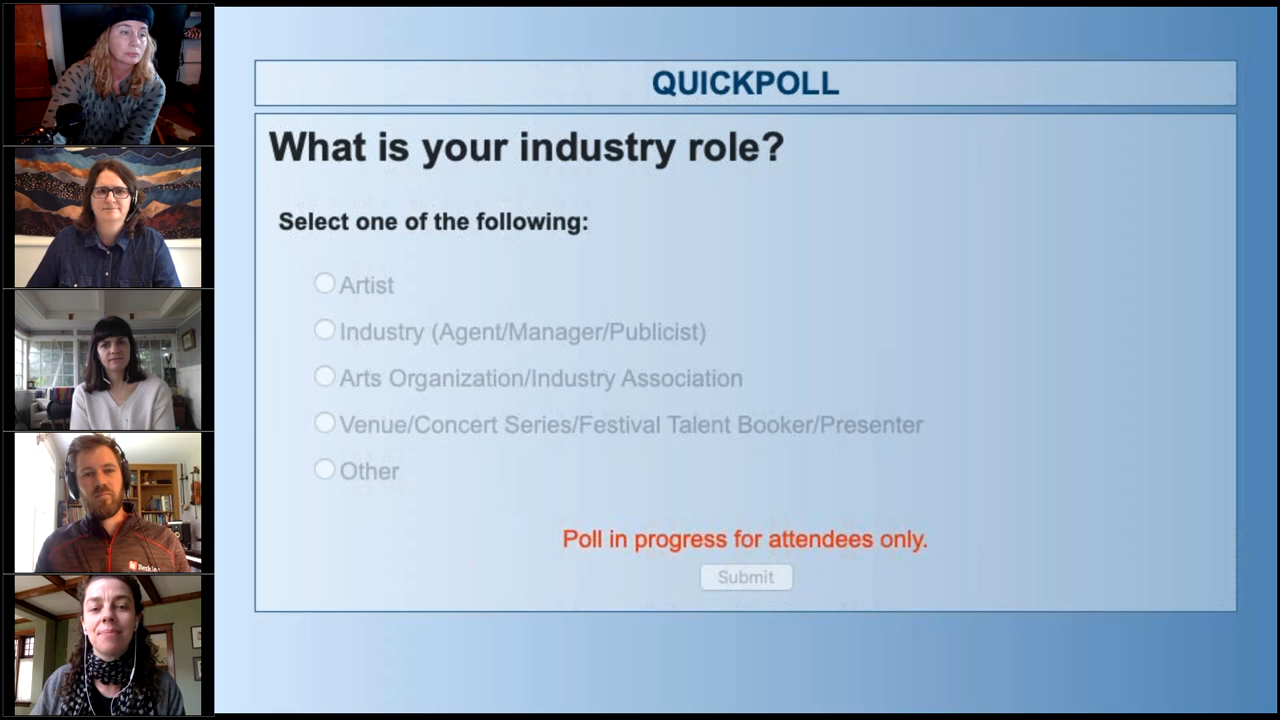 QUICKPOLL
What is your industry role?
Select one of the following:
Artist
Industry (Agent/Manager/Publicist)
Arts Organization/Industry Association
Venue/Concert Series/Festival Talent Booker/Presenter
Other
Poll in progress for attendees only.
Submit